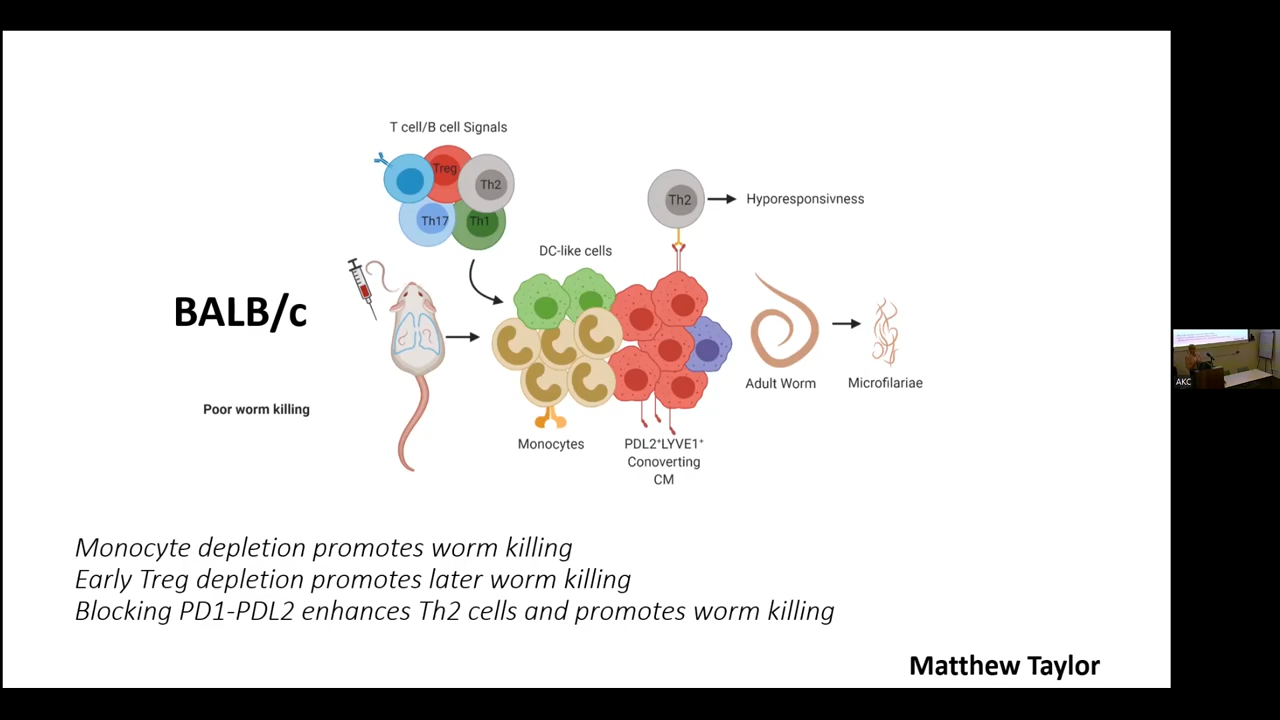 T cell/B cell Signals
Treg
Th2
Th17
Th1
Th2
Hyporesponsivness
DC-like cells
BALB/c
Poor worm killing
Adult Worm
Microfilariae
Monocytes
PDL2⁺LYVE1⁺
Conoverting
CM
Monocyte depletion promotes worm killing
Early Treg depletion promotes later worm killing
Blocking PD1-PDL2 enhances Th2 cells and promotes worm killing
Matthew Taylor
AKC